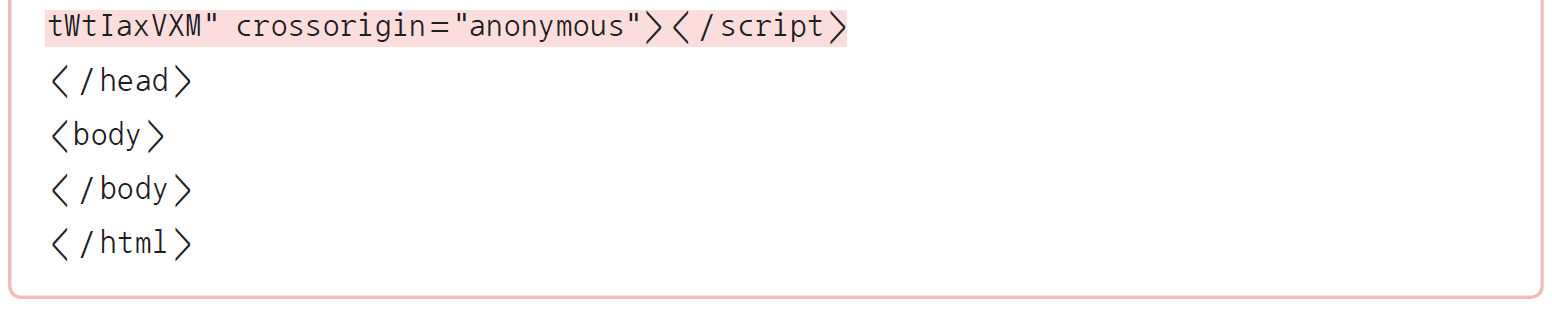 tWtIaxVXM" crossorigin="anonymous"></script>
</head>
<body>
</body>
</html>